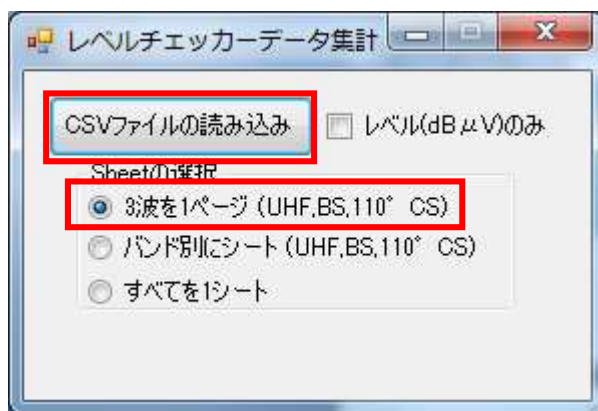 レベルチェッカーデータ集計
CSVファイルの読み込み
レベル(dBμV)のみ
Sheetの選択
3波を1ページ (UHF,BS,110° CS)
バンド別にシート (UHF,BS,110° CS)
すべてを1シート